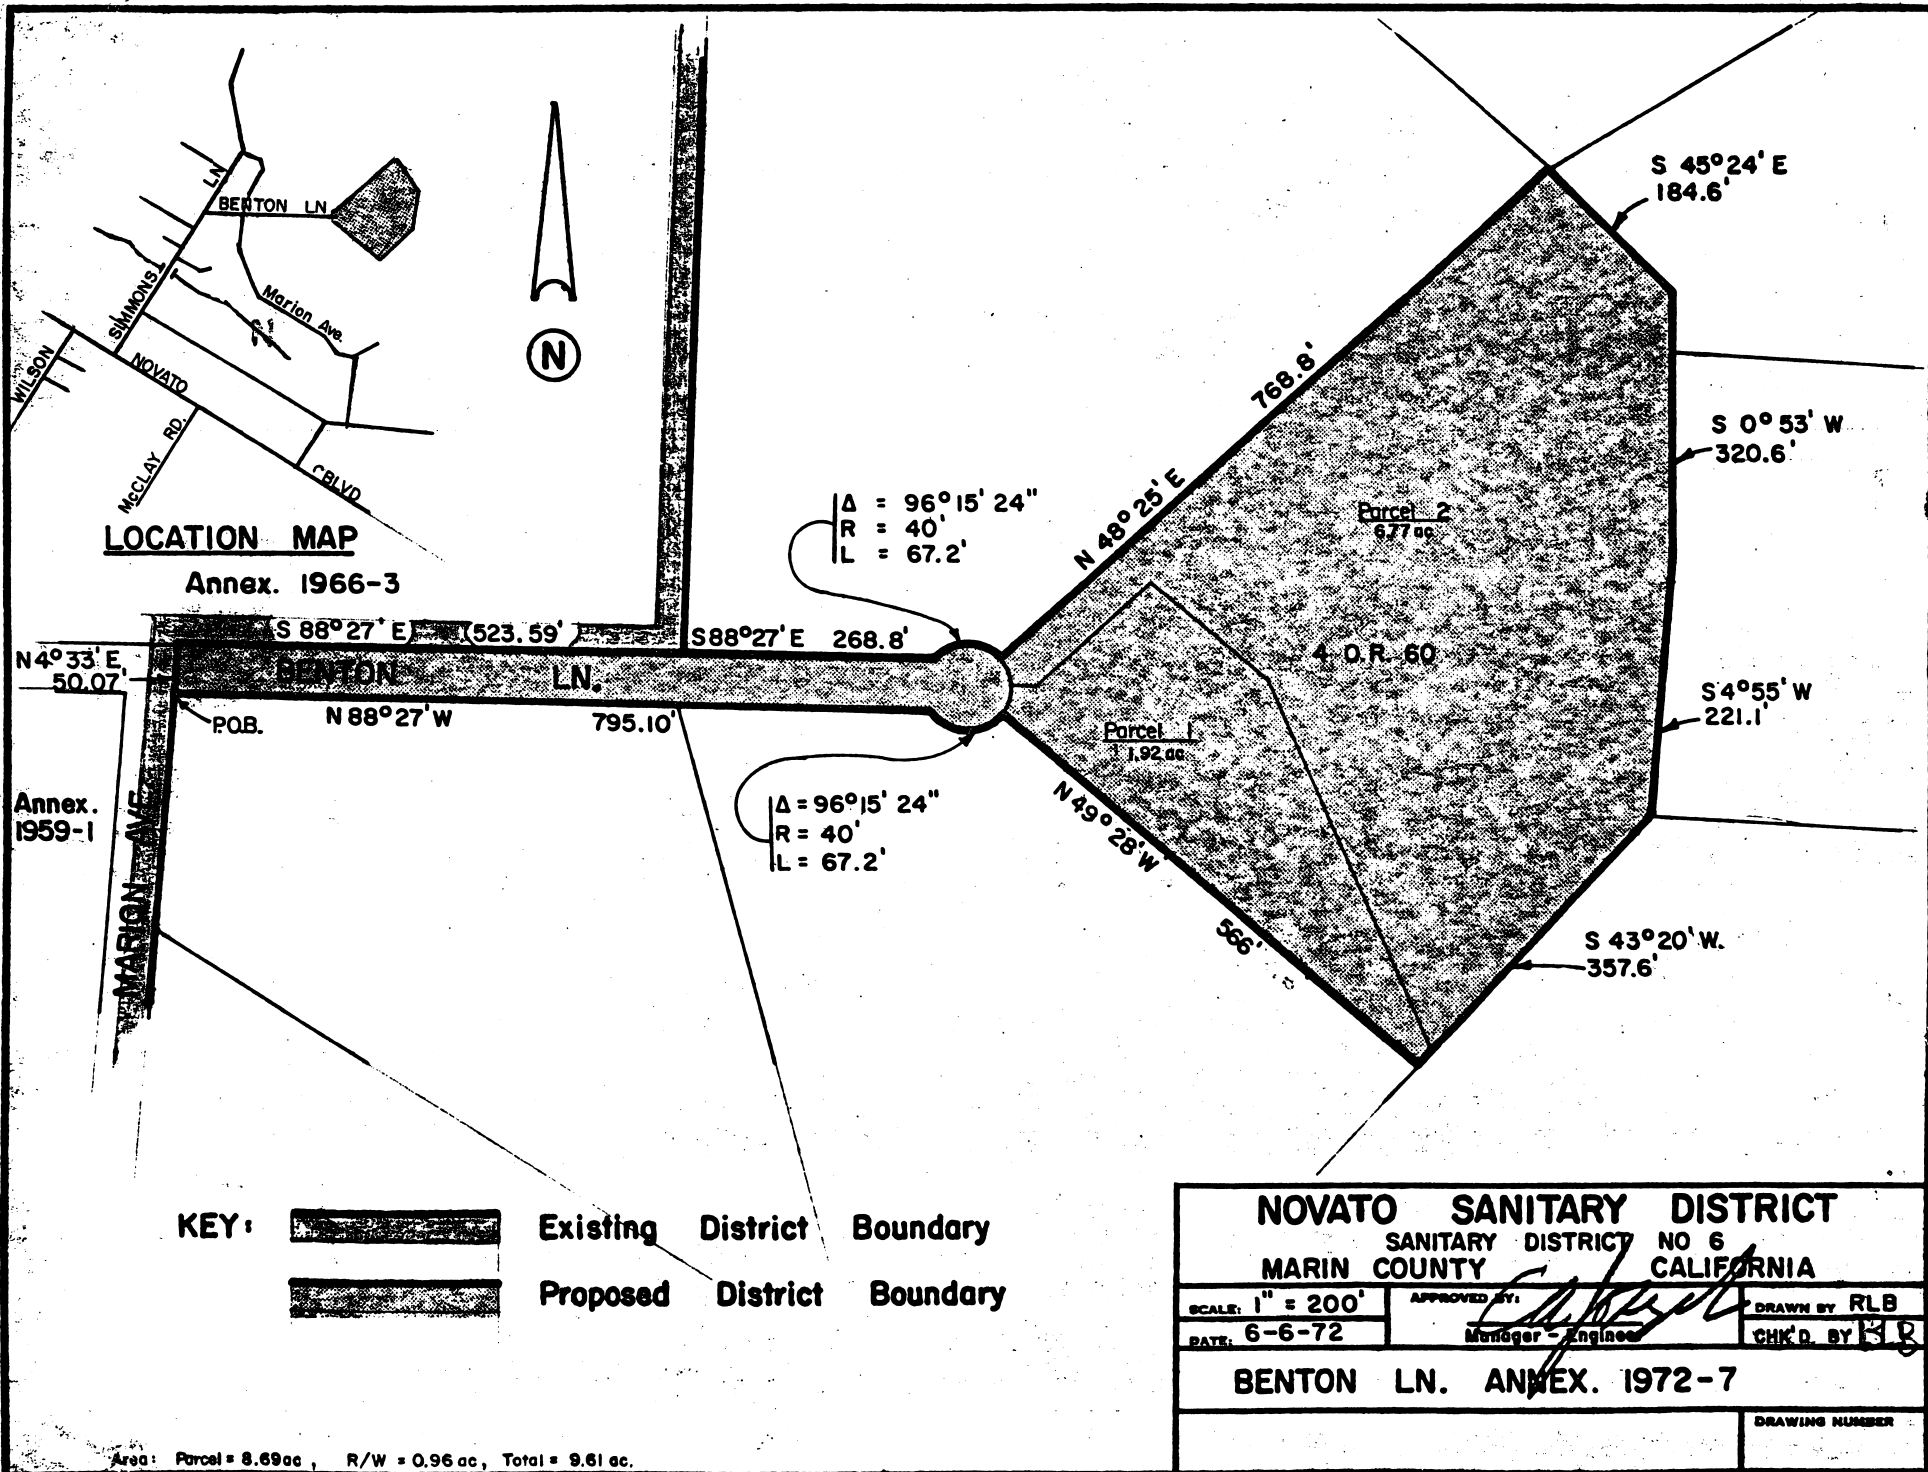 LN
BENTON LN
SIMMONS
Marion Ave.
WILSON
NOVATO
McCLAY RD.
BLVD
LOCATION MAP
Annex. 1966-3
N
S 45° 24' E
184.6'
S 0° 53' W
320.6'
768.8'
N 48° 25' E
Δ = 96° 15' 24"
R = 40'
L = 67.2'
Parcel 2
6.77 ac
S 88° 27' E (523.59')
S 88° 27' E 268.8'
N 4° 33' E
50.07'
BENTON LN.
4 O.R. 60
P.O.B.
N 88° 27' W 795.10'
S 4° 55' W
221.1'
Parcel 1
1.92 ac
Annex.
1959-1
MARION AVE
Δ = 96° 15' 24"
R = 40'
L = 67.2'
N 49° 28' W
566'
S 43° 20' W.
357.6'
KEY: Existing District Boundary
Proposed District Boundary
NOVATO SANITARY DISTRICT
SANITARY DISTRICT NO 6
MARIN COUNTY CALIFORNIA
SCALE: 1" = 200'
APPROVED BY:
Manager - Engineer
DRAWN BY RLB
DATE: 6-6-72
CHK'D. BY
BENTON LN. ANNEX. 1972-7
DRAWING NUMBER
Area: Parcel = 8.69 ac, R/W = 0.96 ac, Total = 9.61 ac.